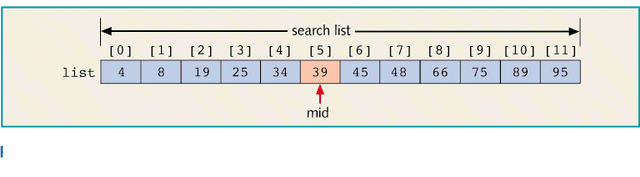 search list
[0] [1] [2] [3] [4] [5] [6] [7] [8] [9] [10] [11]
list 4 8 19 25 34 39 45 48 66 75 89 95
mid